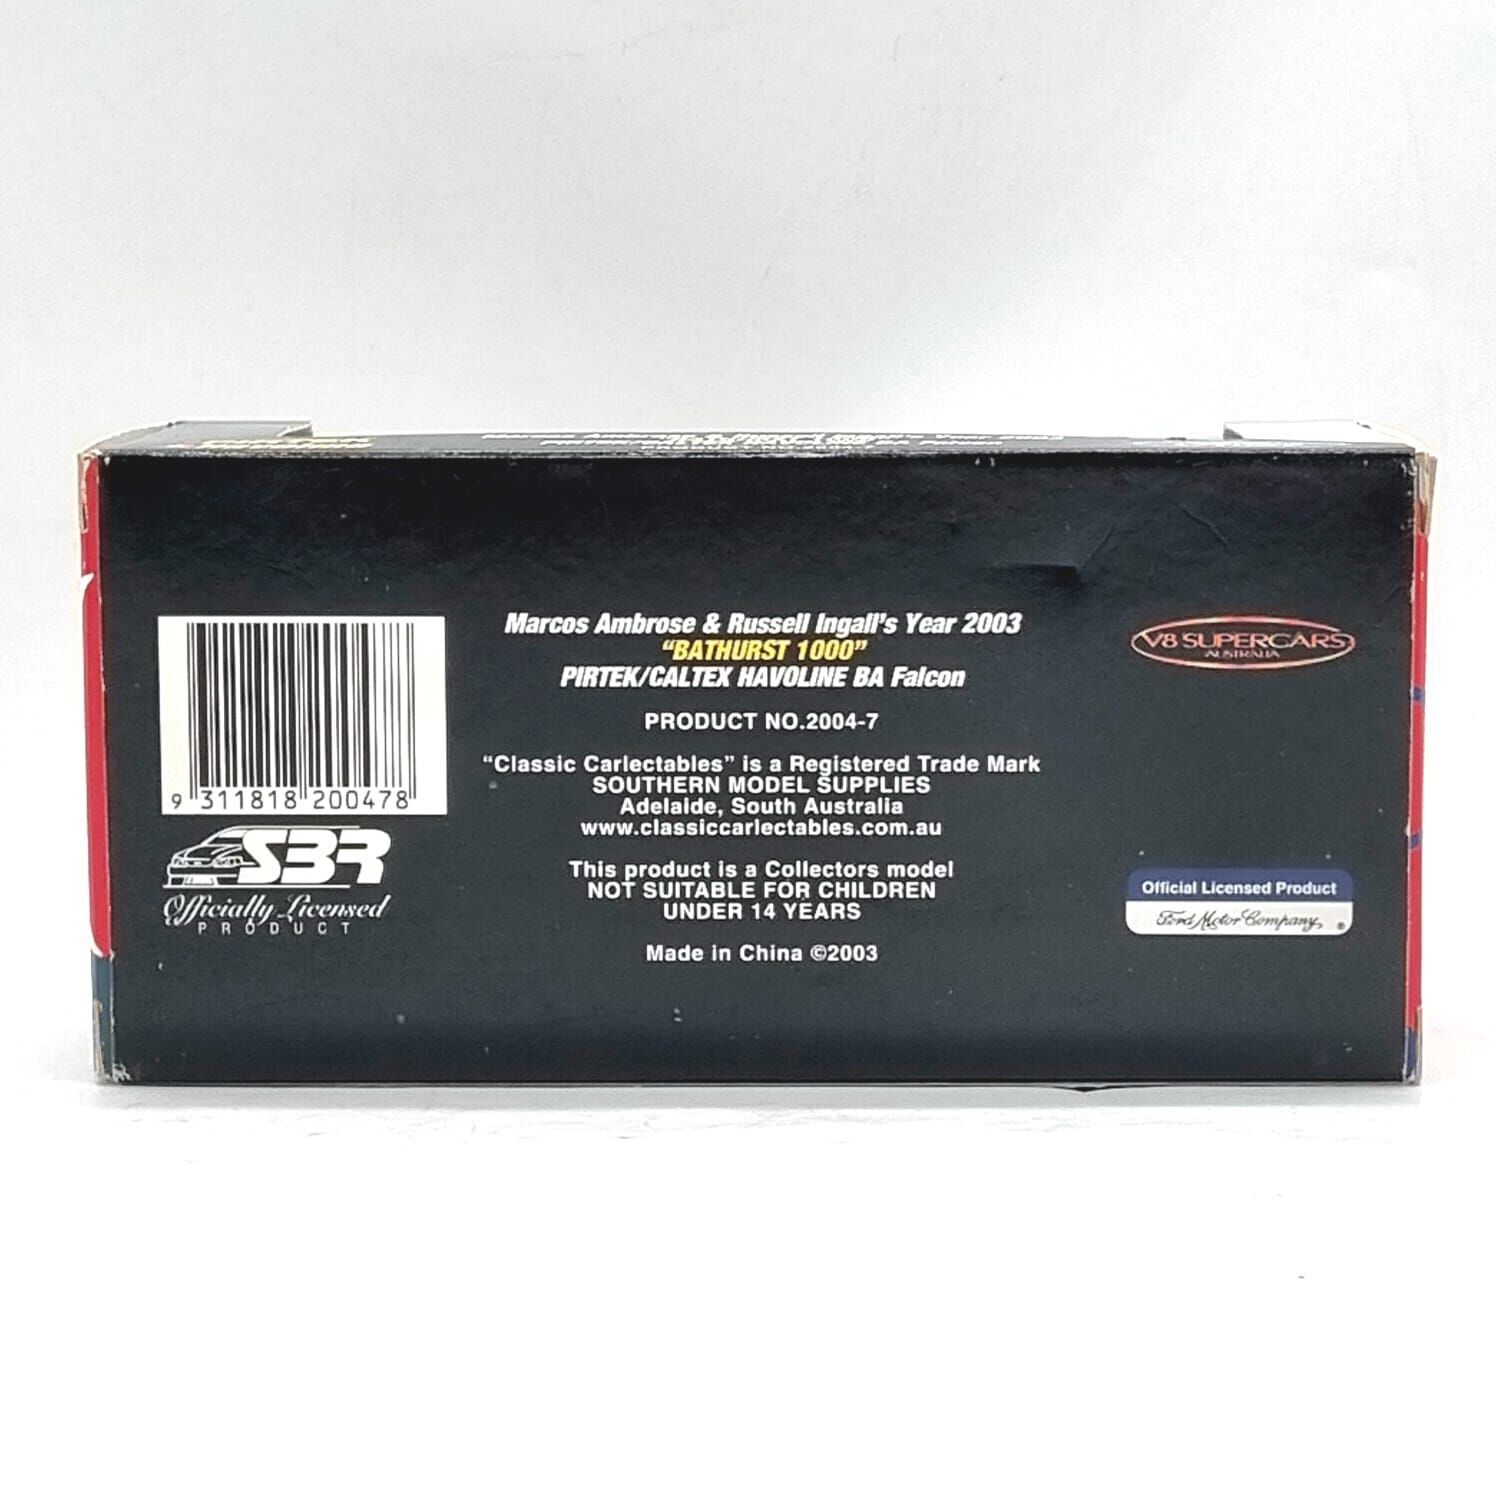 Marcos Ambrose & Russell Ingall's Year 2003
"BATHURST 1000"
PIRTEK/CALTEX HAVOLINE BA Falcon
PRODUCT NO.2004-7
"Classic Carlectables" is a Registered Trade Mark
SOUTHERN MODEL SUPPLIES
Adelaide, South Australia
www.classiccarlectables.com.au
This product is a Collectors model
NOT SUITABLE FOR CHILDREN
UNDER 14 YEARS
Made in China ©2003
9 311818 200478
SBR
Officially Licensed
PRODUCT
V8 SUPERCARS
AUSTRALIA
Official Licensed Product
Ford Motor Company ®